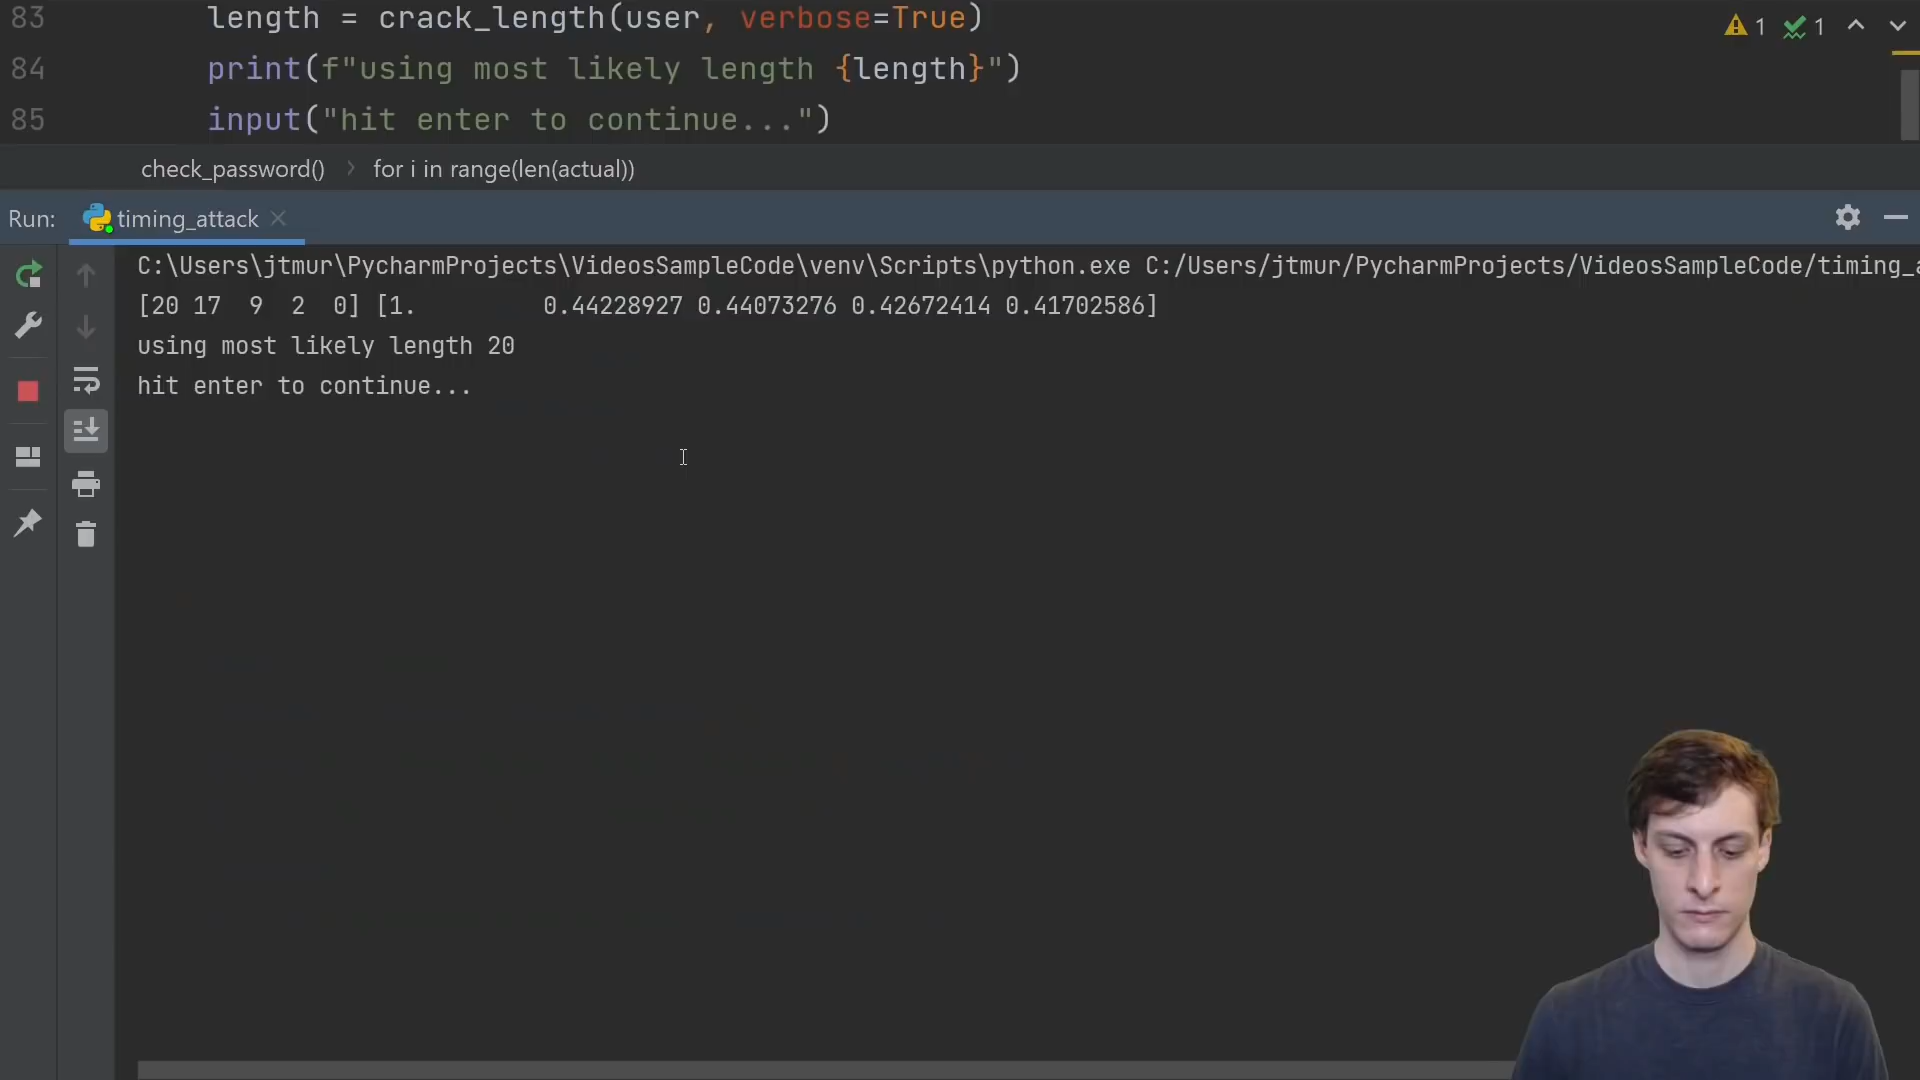 83 length = crack_length(user, verbose=True)
84 print(f"using most likely length {length}")
85 input("hit enter to continue...")
1 1
check_password() for i in range(len(actual))
Run: timing_attack
C:\Users\jtmur\PycharmProjects\VideosSampleCode\venv\Scripts\python.exe C:/Users/jtmur/PycharmProjects/VideosSampleCode/timing_a
[20 17  9  2  0] [1.         0.44228927 0.44073276 0.42672414 0.41702586]
using most likely length 20
hit enter to continue...